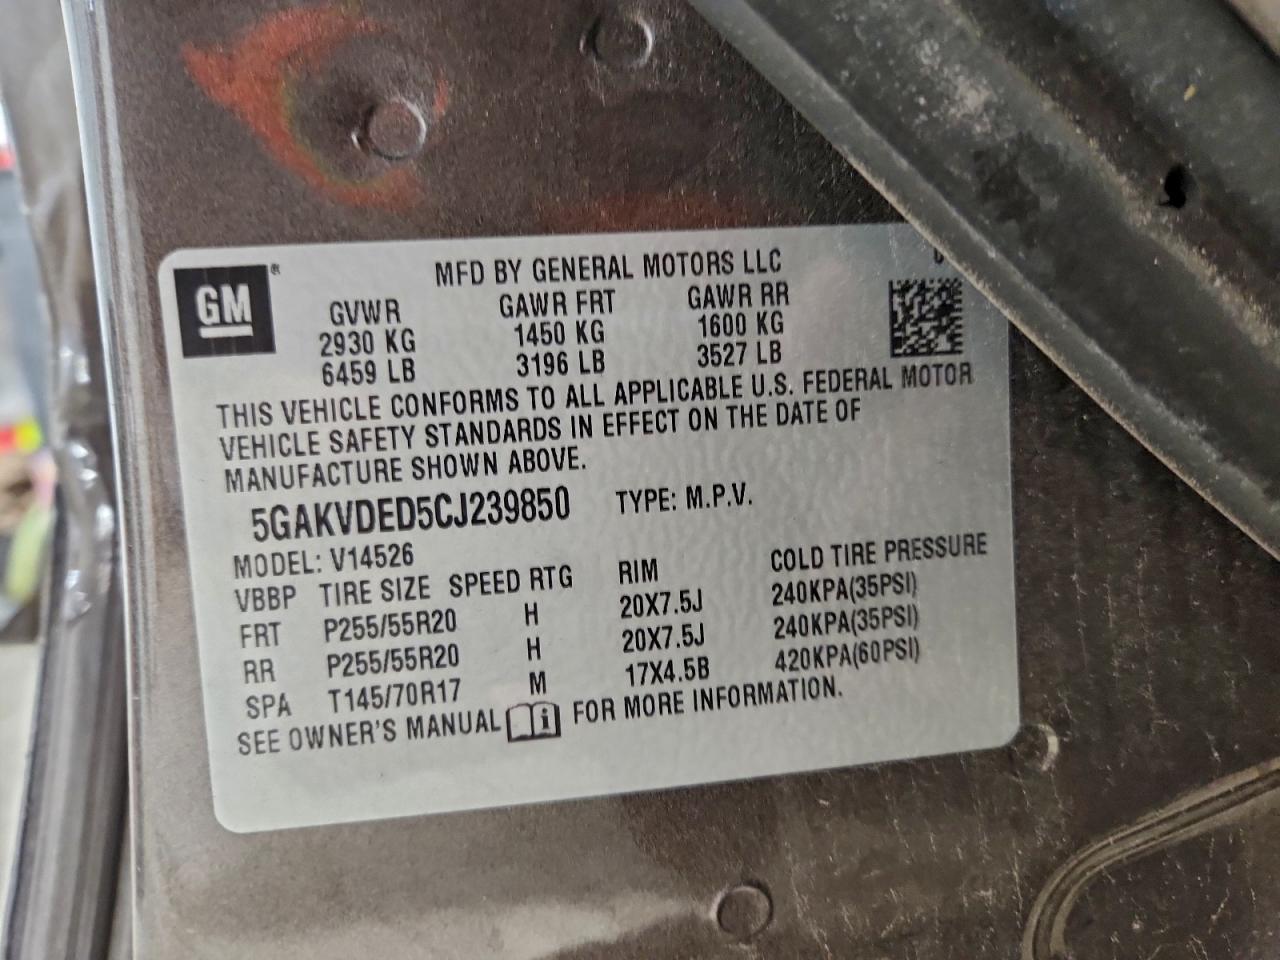 GM ® MFD BY GENERAL MOTORS LLC
GVWR GAWR FRT GAWR RR
2930 KG 1450 KG 1600 KG
6459 LB 3196 LB 3527 LB
THIS VEHICLE CONFORMS TO ALL APPLICABLE U.S. FEDERAL MOTOR
VEHICLE SAFETY STANDARDS IN EFFECT ON THE DATE OF
MANUFACTURE SHOWN ABOVE.
5GAKVDED5CJ239850 TYPE: M.P.V.
MODEL: V14526
VBBP TIRE SIZE SPEED RTG RIM COLD TIRE PRESSURE
FRT P255/55R20 H 20X7.5J 240KPA(35PSI)
RR P255/55R20 H 20X7.5J 240KPA(35PSI)
SPA T145/70R17 M 17X4.5B 420KPA(60PSI)
SEE OWNER'S MANUAL FOR MORE INFORMATION.